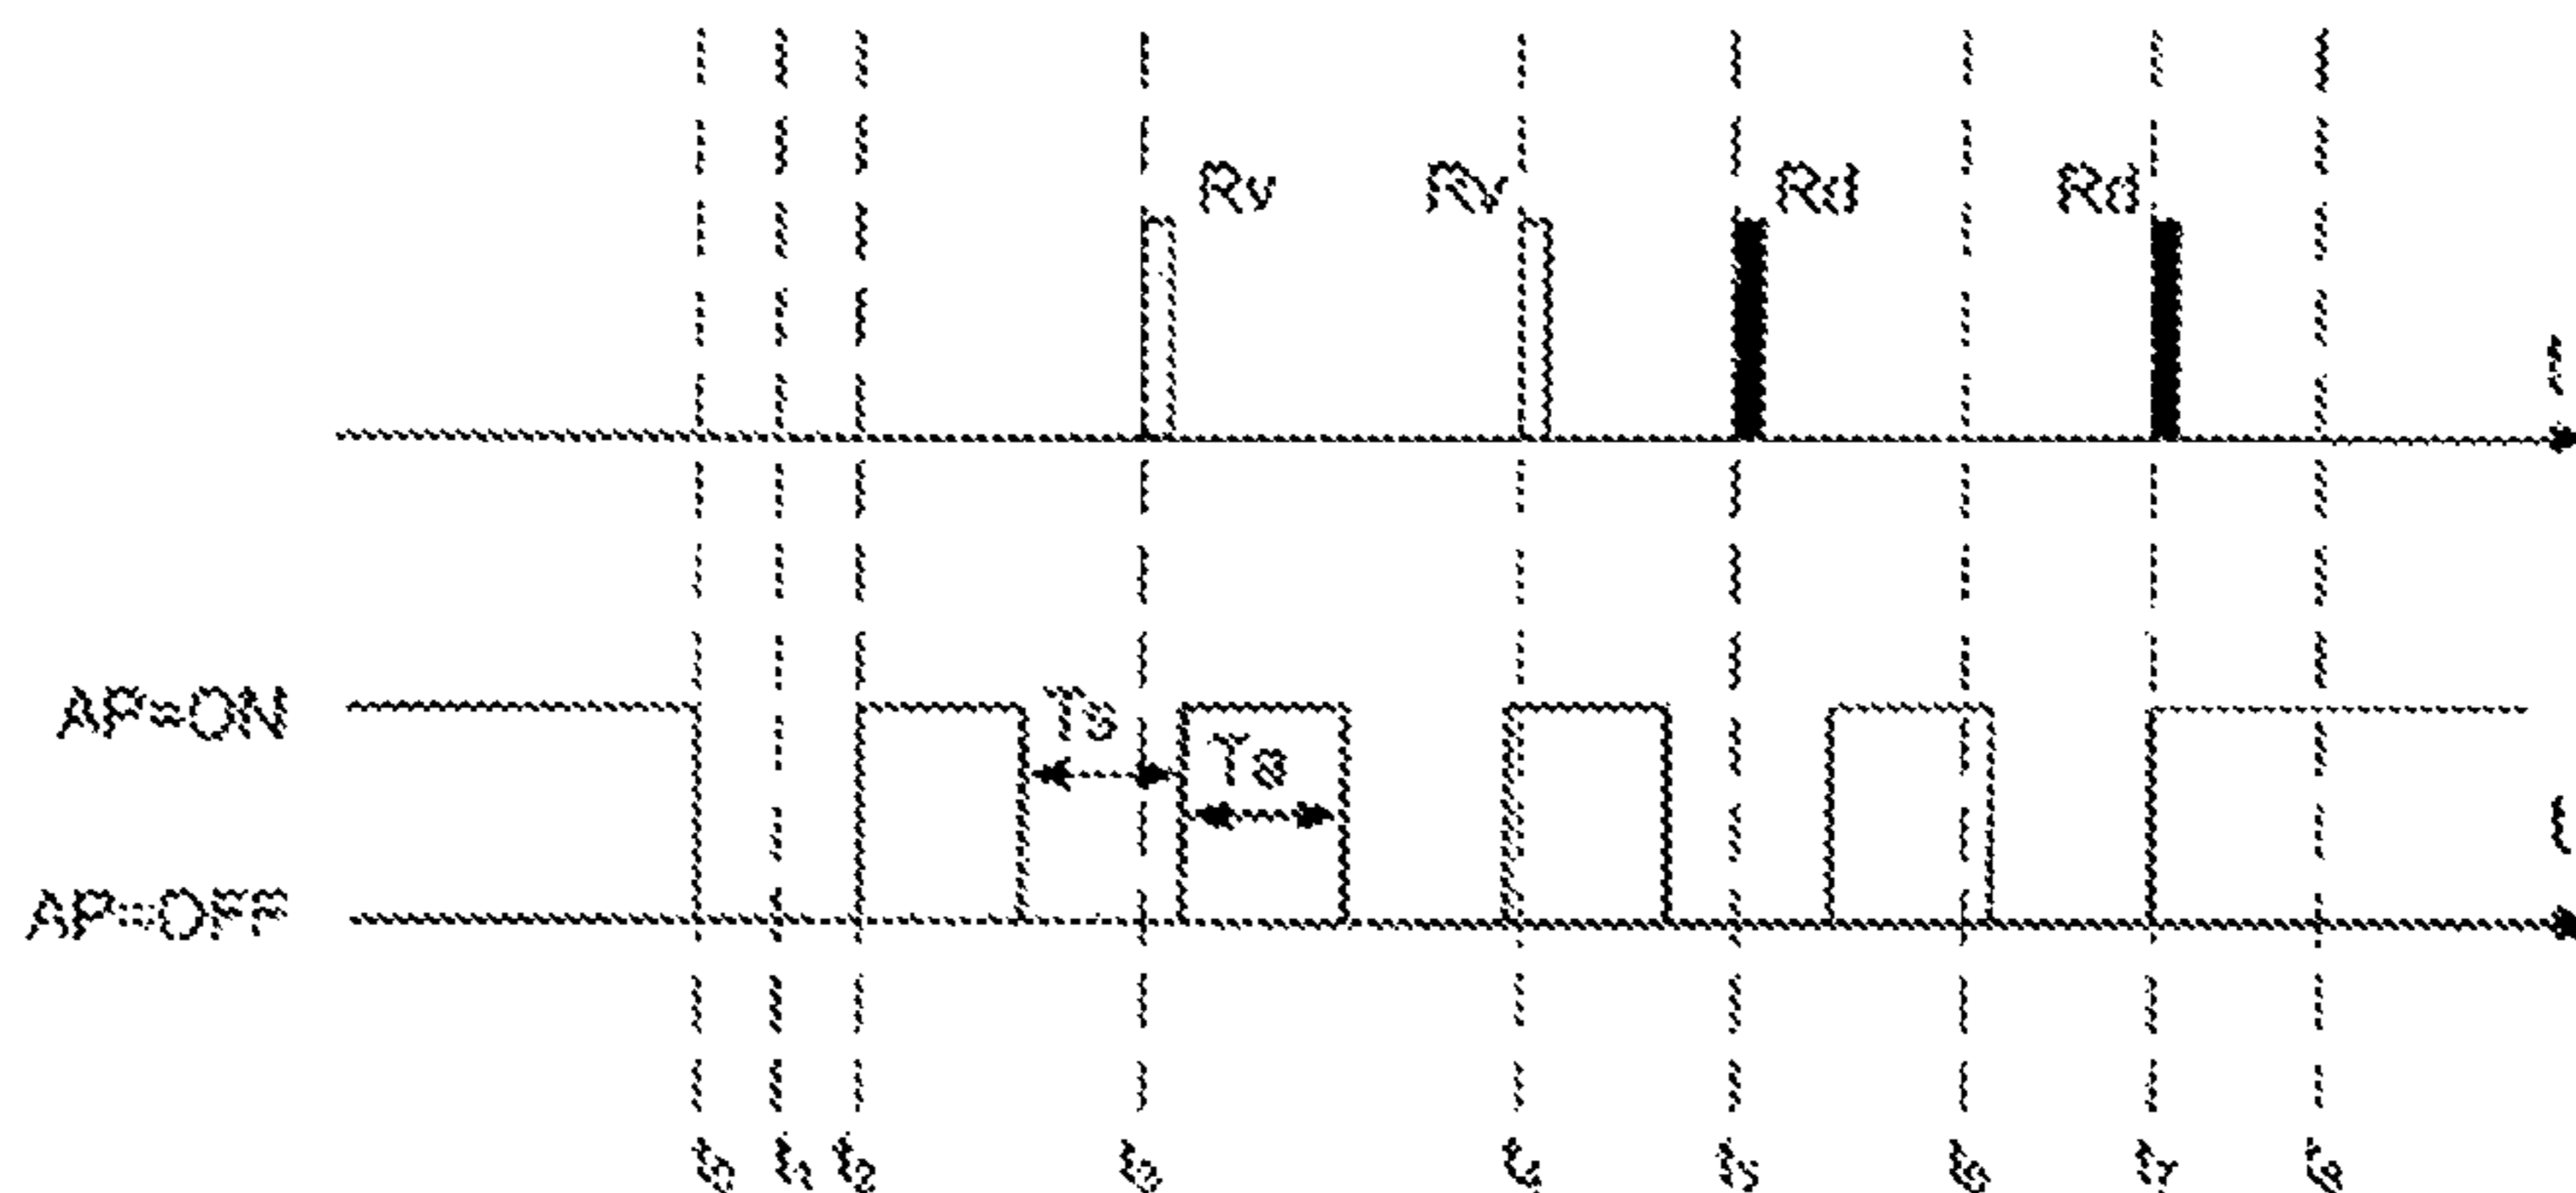 Rv Rv Rd Rd
t
AP=ON
Ts
Ta
t
AP=OFF
t₀ t₁ t₂ t₃ t₄ t₅ t₆ t₇ t₈